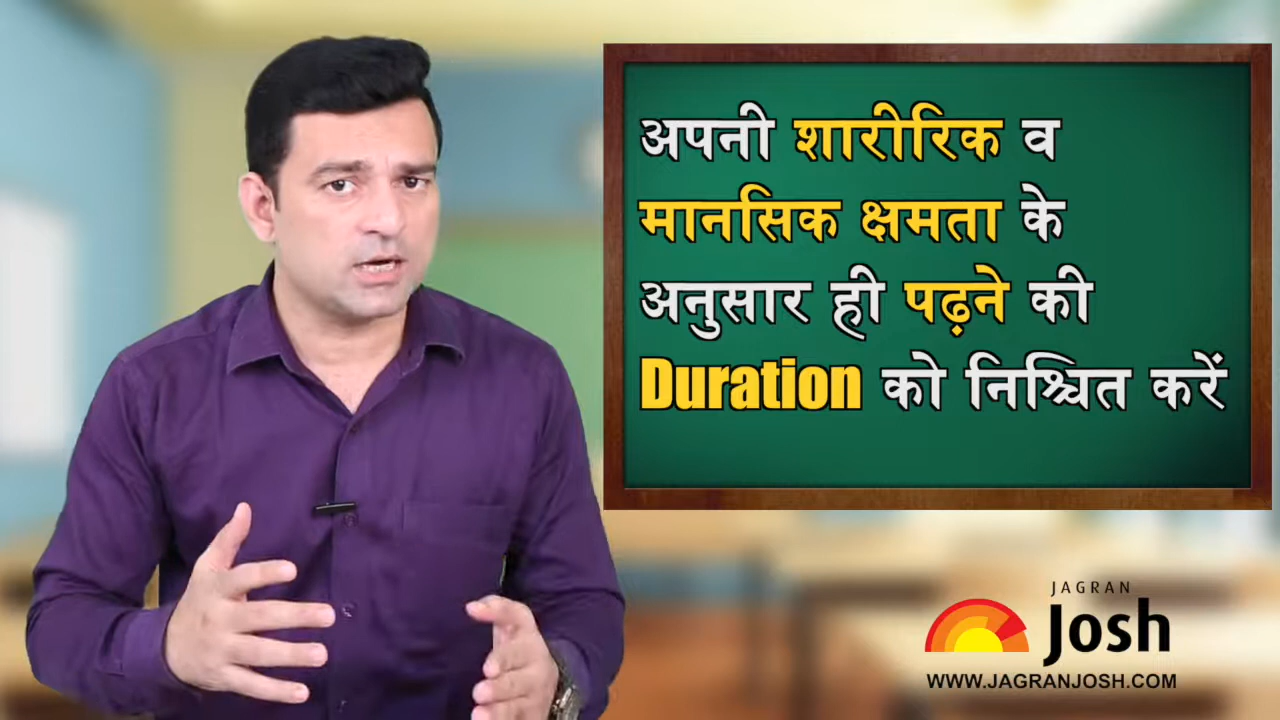 अपनी शारीरिक व
मानसिक क्षमता के
अनुसार ही पढ़ने की
Duration को निश्चित करें
JAGRAN
Josh
WWW.JAGRANJOSH.COM